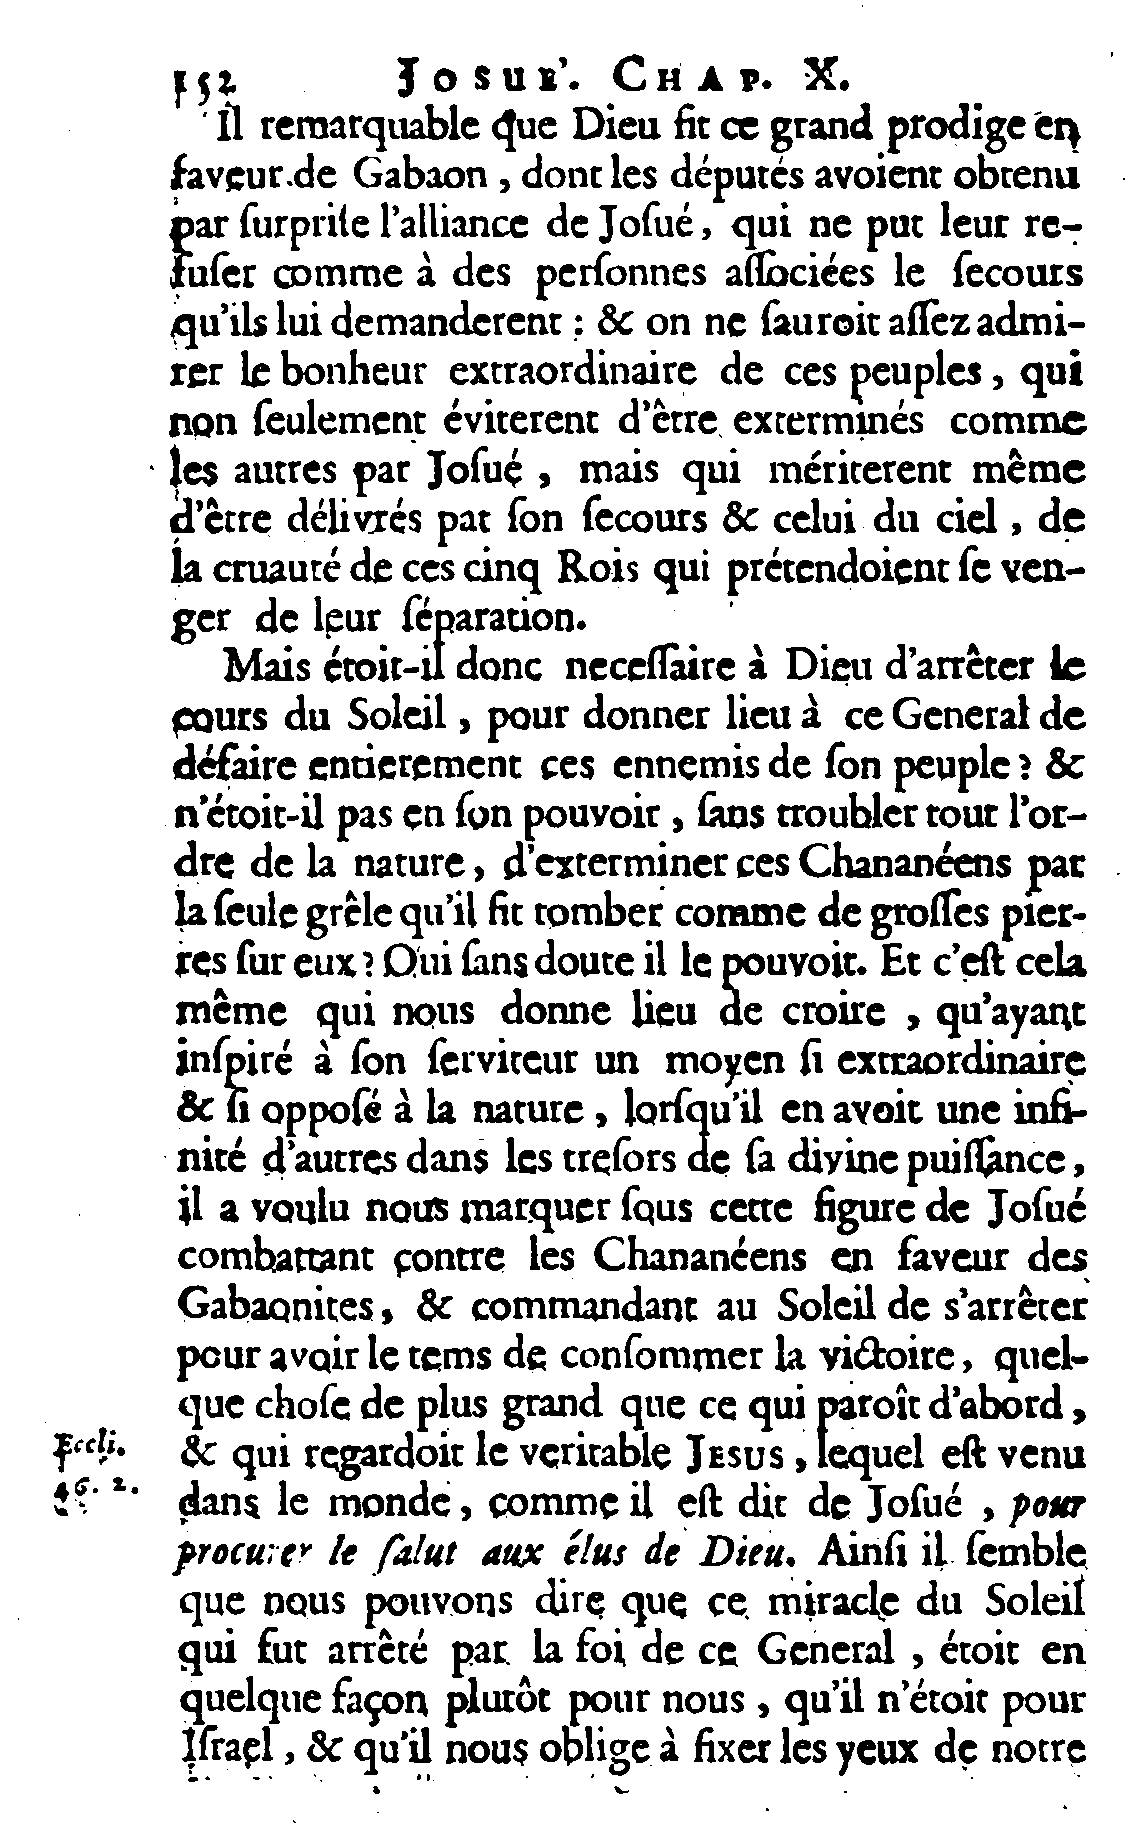 152 JOSUE'. CHAP. X.
Il remarquable que Dieu fit ce grand prodige en
faveur de Gabaon, dont les députés avoient obtenu
par ſurpriſe l'alliance de Joſué, qui ne put leur re-
fuſer comme à des perſonnes aſſociées le ſecours
qu'ils lui demanderent : & on ne ſauroit aſſez admi-
rer le bonheur extraordinaire de ces peuples, qui
non ſeulement éviterent d'être exterminés comme
les autres par Joſué, mais qui mériterent même
d'être délivrés par ſon ſecours & celui du ciel, de
la cruauté de ces cinq Rois qui prétendoient ſe ven-
ger de leur ſéparation.
Mais étoit-il donc neceſſaire à Dieu d'arrêter le
cours du Soleil, pour donner lieu à ce General de
défaire entierement ces ennemis de ſon peuple ? &
n'étoit-il pas en ſon pouvoir, ſans troubler tout l'or-
dre de la nature, d'exterminer ces Chananéens par
la ſeule grêle qu'il fit tomber comme de groſſes pier-
res ſur eux ? Oui ſans doute il le pouvoit. Et c'eſt cela
même qui nous donne lieu de croire, qu'ayant
inſpiré à ſon ſerviteur un moyen ſi extraordinaire
& ſi oppoſé à la nature, lorſqu'il en avoit une infi-
nité d'autres dans les treſors de ſa divine puiſſance,
il a voulu nous marquer ſous cette figure de Joſué
combattant contre les Chananéens en faveur des
Gabaonites, & commandant au Soleil de s'arrêter
pour avoir le tems de conſommer la victoire, quel-
que choſe de plus grand que ce qui paroît d'abord,
Eccli. & qui regardoit le veritable JESUS, lequel eſt venu
46. 2. dans le monde, comme il eſt dit de Joſué, pour
procurer le ſalut aux élus de Dieu. Ainſi il ſemble
que nous pouvons dire que ce miracle du Soleil
qui fut arrêté par la foi de ce General, étoit en
quelque façon plutôt pour nous, qu'il n'étoit pour
Iſrael, & qu'il nous oblige à fixer les yeux de notre